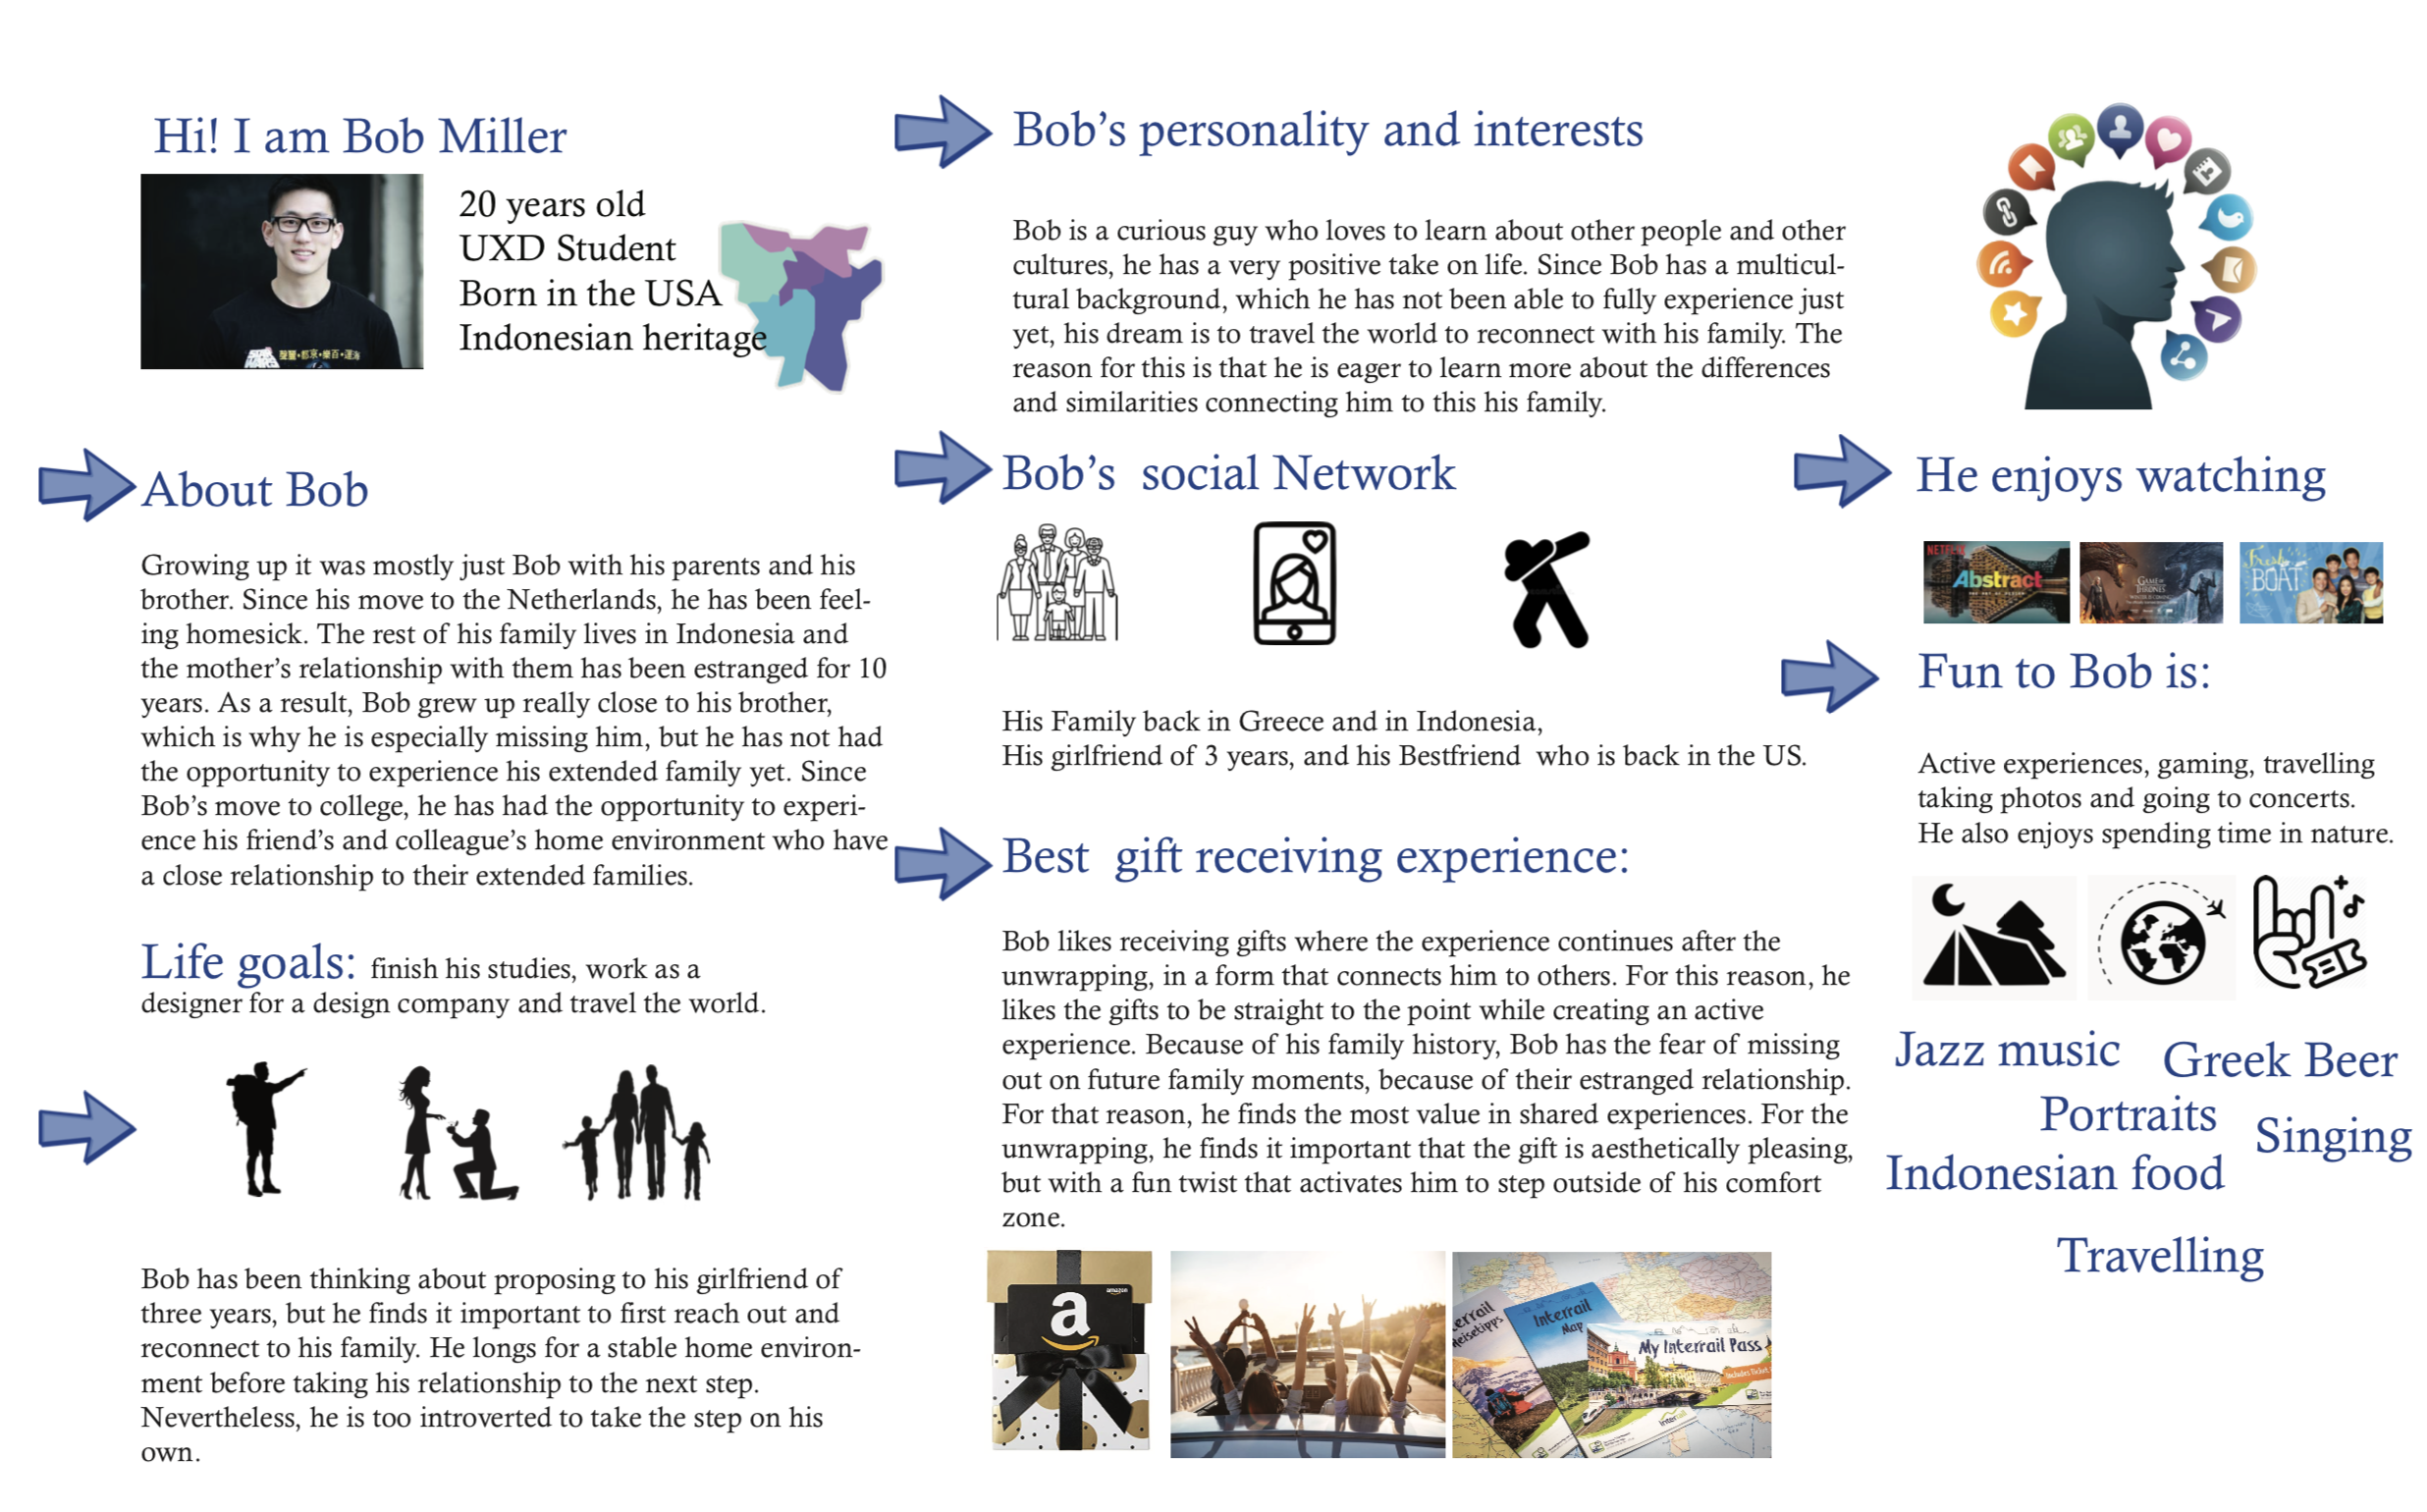 Hi! I am Bob Miller
20 years old
UXD Student
Born in the USA
Indonesian heritage
About Bob
Growing up it was mostly just Bob with his parents and his
brother. Since his move to the Netherlands, he has been feel-
ing homesick. The rest of his family lives in Indonesia and
the mother's relationship with them has been estranged for 10
years. As a result, Bob grew up really close to his brother,
which is why he is especially missing him, but he has not had
the opportunity to experience his extended family yet. Since
Bob's move to college, he has had the opportunity to experi-
ence his friend's and colleague's home environment who have
a close relationship to their extended families.
Life goals: finish his studies, work as a
designer for a design company and travel the world.
Bob has been thinking about proposing to his girlfriend of
three years, but he finds it important to first reach out and
reconnect to his family. He longs for a stable home environ-
ment before taking his relationship to the next step.
Nevertheless, he is too introverted to take the step on his
own.
Bob's personality and interests
Bob is a curious guy who loves to learn about other people and other
cultures, he has a very positive take on life. Since Bob has a multicul-
tural background, which he has not been able to fully experience just
yet, his dream is to travel the world to reconnect with his family. The
reason for this is that he is eager to learn more about the differences
and similarities connecting him to this his family.
Bob's social Network
His Family back in Greece and in Indonesia,
His girlfriend of 3 years, and his Bestfriend who is back in the US.
Best gift receiving experience:
Bob likes receiving gifts where the experience continues after the
unwrapping, in a form that connects him to others. For this reason, he
likes the gifts to be straight to the point while creating an active
experience. Because of his family history, Bob has the fear of missing
out on future family moments, because of their estranged relationship.
For that reason, he finds the most value in shared experiences. For the
unwrapping, he finds it important that the gift is aesthetically pleasing,
but with a fun twist that activates him to step outside of his comfort
zone.
amazon
a
Interrail
Map
My Interrail Pass
He enjoys watching
NETFLIX
Abstract
THE ART OF DESIGN
GAME OF
THRONES
Fresh
BOAT
Fun to Bob is:
Active experiences, gaming, travelling
taking photos and going to concerts.
He also enjoys spending time in nature.
Jazz music
Greek Beer
Portraits
Singing
Indonesian food
Travelling